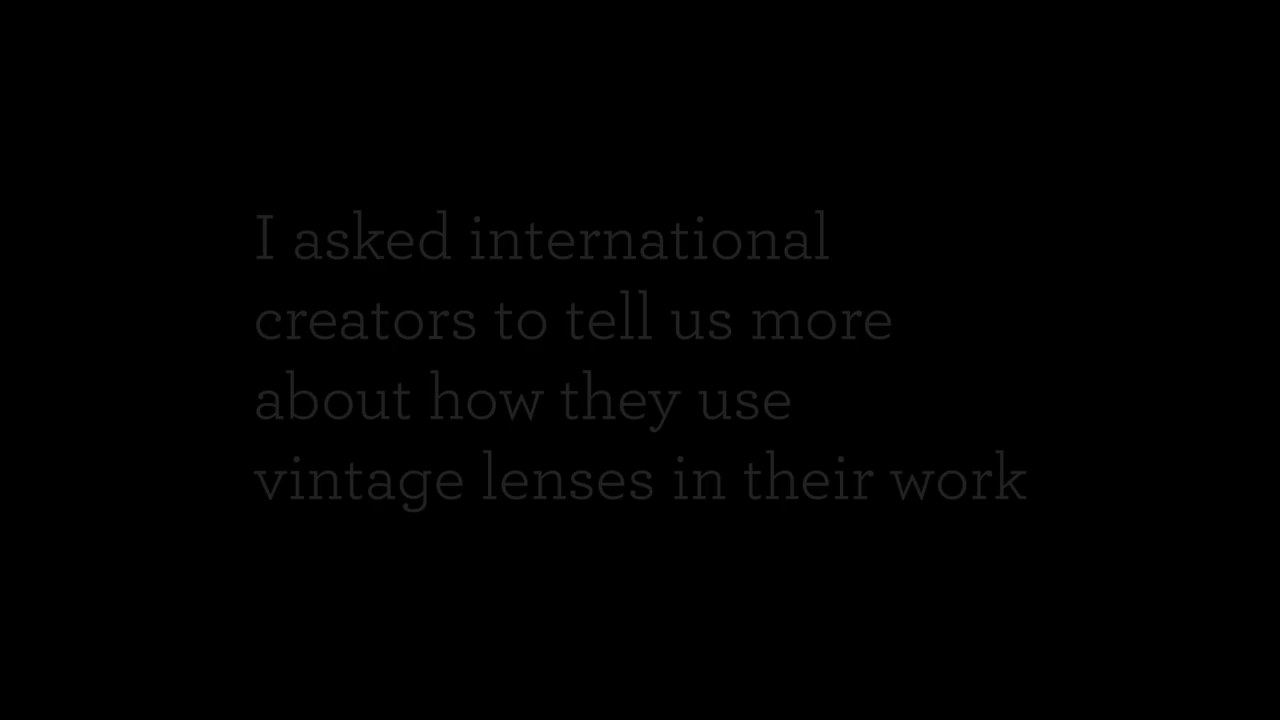 I asked international
creators to tell us more
about how they use
vintage lenses in their work